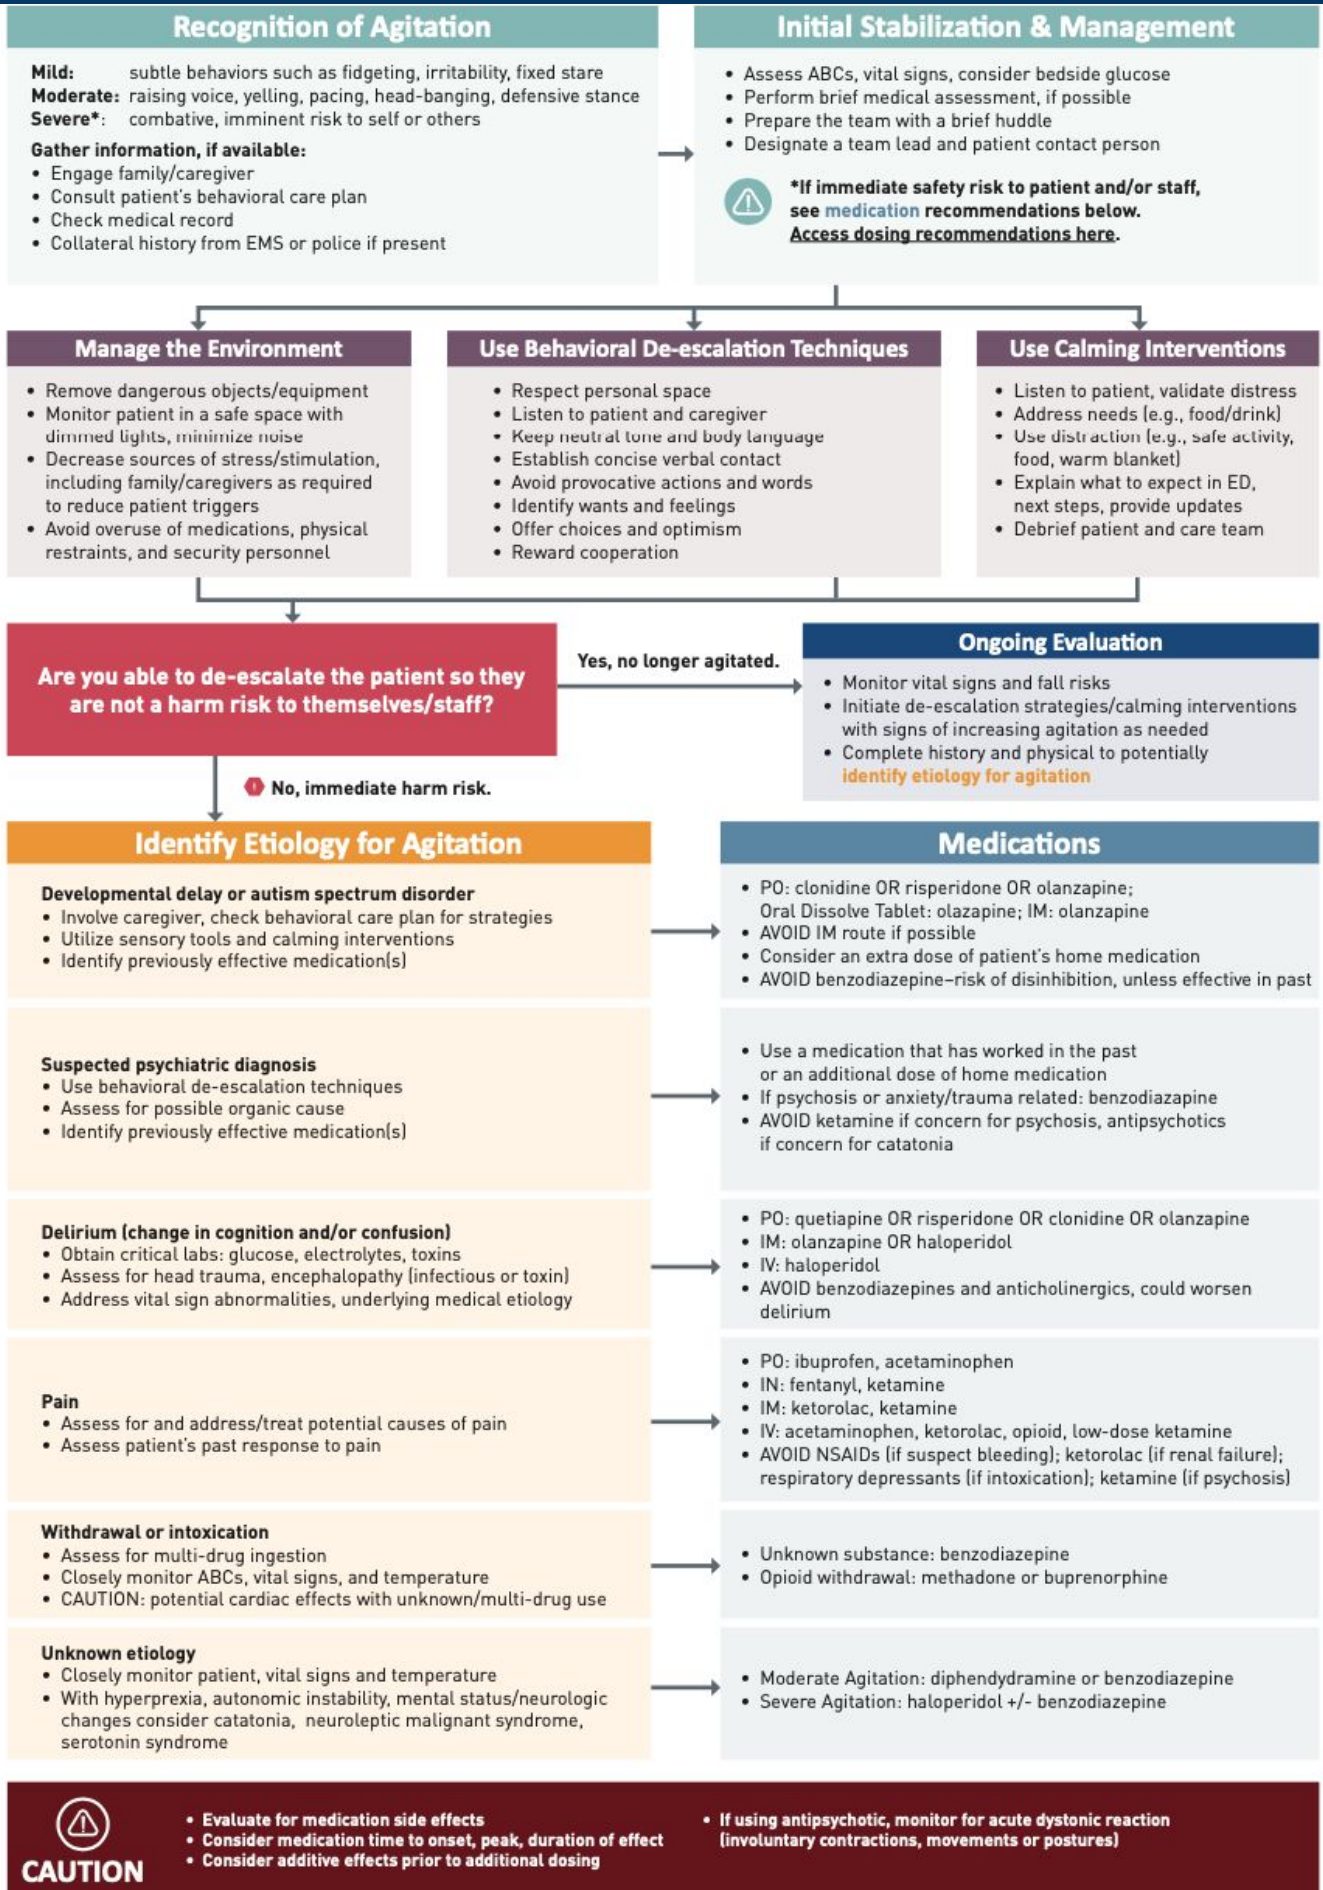 Recognition of Agitation
Mild: subtle behaviors such as fidgeting, irritability, fixed stare
Moderate: raising voice, yelling, pacing, head-banging, defensive stance
Severe*: combative, imminent risk to self or others
Gather information, if available:
• Engage family/caregiver
• Consult patient's behavioral care plan
• Check medical record
• Collateral history from EMS or police if present
Initial Stabilization & Management
• Assess ABCs, vital signs, consider bedside glucose
• Perform brief medical assessment, if possible
• Prepare the team with a brief huddle
• Designate a team lead and patient contact person
*If immediate safety risk to patient and/or staff,
see medication recommendations below.
Access dosing recommendations here.
Manage the Environment
• Remove dangerous objects/equipment
• Monitor patient in a safe space with
dimmed lights, minimize noise
• Decrease sources of stress/stimulation,
including family/caregivers as required
to reduce patient triggers
• Avoid overuse of medications, physical
restraints, and security personnel
Use Behavioral De-escalation Techniques
• Respect personal space
• Listen to patient and caregiver
• Keep neutral tone and body language
• Establish concise verbal contact
• Avoid provocative actions and words
• Identify wants and feelings
• Offer choices and optimism
• Reward cooperation
Use Calming Interventions
• Listen to patient, validate distress
• Address needs (e.g., food/drink)
• Use distraction (e.g., safe activity,
food, warm blanket)
• Explain what to expect in ED,
next steps, provide updates
• Debrief patient and care team
Are you able to de-escalate the patient so they
are not a harm risk to themselves/staff?
Yes, no longer agitated.
Ongoing Evaluation
• Monitor vital signs and fall risks
• Initiate de-escalation strategies/calming interventions
with signs of increasing agitation as needed
• Complete history and physical to potentially
identify etiology for agitation
! No, immediate harm risk.
Identify Etiology for Agitation
Medications
Developmental delay or autism spectrum disorder
• Involve caregiver, check behavioral care plan for strategies
• Utilize sensory tools and calming interventions
• Identify previously effective medication(s)
• PO: clonidine OR risperidone OR olanzapine;
Oral Dissolve Tablet: olazapine; IM: olanzapine
• AVOID IM route if possible
• Consider an extra dose of patient's home medication
• AVOID benzodiazepine–risk of disinhibition, unless effective in past
Suspected psychiatric diagnosis
• Use behavioral de-escalation techniques
• Assess for possible organic cause
• Identify previously effective medication(s)
• Use a medication that has worked in the past
or an additional dose of home medication
• If psychosis or anxiety/trauma related: benzodiazapine
• AVOID ketamine if concern for psychosis, antipsychotics
if concern for catatonia
Delirium (change in cognition and/or confusion)
• Obtain critical labs: glucose, electrolytes, toxins
• Assess for head trauma, encephalopathy (infectious or toxin)
• Address vital sign abnormalities, underlying medical etiology
• PO: quetiapine OR risperidone OR clonidine OR olanzapine
• IM: olanzapine OR haloperidol
• IV: haloperidol
• AVOID benzodiazepines and anticholinergics, could worsen
delirium
Pain
• Assess for and address/treat potential causes of pain
• Assess patient's past response to pain
• PO: ibuprofen, acetaminophen
• IN: fentanyl, ketamine
• IM: ketorolac, ketamine
• IV: acetaminophen, ketorolac, opioid, low-dose ketamine
• AVOID NSAIDs (if suspect bleeding); ketorolac (if renal failure);
respiratory depressants (if intoxication); ketamine (if psychosis)
Withdrawal or intoxication
• Assess for multi-drug ingestion
• Closely monitor ABCs, vital signs, and temperature
• CAUTION: potential cardiac effects with unknown/multi-drug use
• Unknown substance: benzodiazepine
• Opioid withdrawal: methadone or buprenorphine
Unknown etiology
• Closely monitor patient, vital signs and temperature
• With hyperprexia, autonomic instability, mental status/neurologic
changes consider catatonia, neuroleptic malignant syndrome,
serotonin syndrome
• Moderate Agitation: diphendydramine or benzodiazepine
• Severe Agitation: haloperidol +/- benzodiazepine
CAUTION
• Evaluate for medication side effects
• Consider medication time to onset, peak, duration of effect
• Consider additive effects prior to additional dosing
• If using antipsychotic, monitor for acute dystonic reaction
(involuntary contractions, movements or postures)